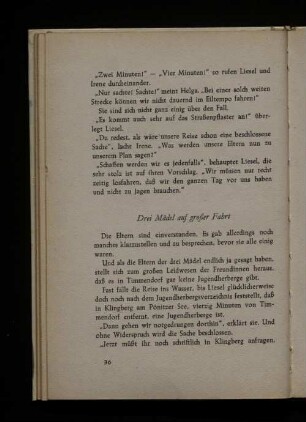 „Zwei Minuten!" — „Vier Minuten!" so rufen Liesel und
Irene durcheinander.
„Nur sachte! Sachte!" meint Helga. „Bei einer solch weiten
Strecke können wir nicht dauernd im Eiltempo fahren!"
Sie sind sich nicht ganz einig über den Fall.
„Es kommt auch sehr auf das Straßenpflaster an!" über-
legt Liesel.
„Du redest, als wäre unsere Reise schon eine beschlossene
Sache", lacht Irene. „Was werden unsere Eltern nun zu
unserem Plan sagen?"
„Schaffen werden wir es jedenfalls", behauptet Liesel, die
sehr stolz ist auf ihren Vorschlag. „Wir müssen nur recht
zeitig losfahren, daß wir den ganzen Tag vor uns haben
und nicht zu jagen brauchen."
Drei Mädel auf großer Fahrt
Die Eltern sind einverstanden. Es gab allerdings noch
manches klarzustellen und zu besprechen, bevor sie alle einig
waren.
Und als die Eltern der drei Mädel endlich ja gesagt haben,
stellt sich zum großen Leidwesen der Freundinnen heraus,
daß es in Timmendorf gar keine Jugendherberge gibt.
Fast fällt die Reise ins Wasser, bis Liesel glücklicherweise
doch noch nach dem Jugendherbergsverzeichnis feststellt, daß
in Klingberg am Pönitzer See, vierzig Minuten von Tim-
mendorf entfernt, eine Jugendherberge ist.
„Dann gehen wir notgedrungen dorthin", erklärt sie. Und
ohne Widerspruch wird die Sache beschlossen.
„Jetzt müßt ihr noch schriftlich in Klingberg anfragen.
36